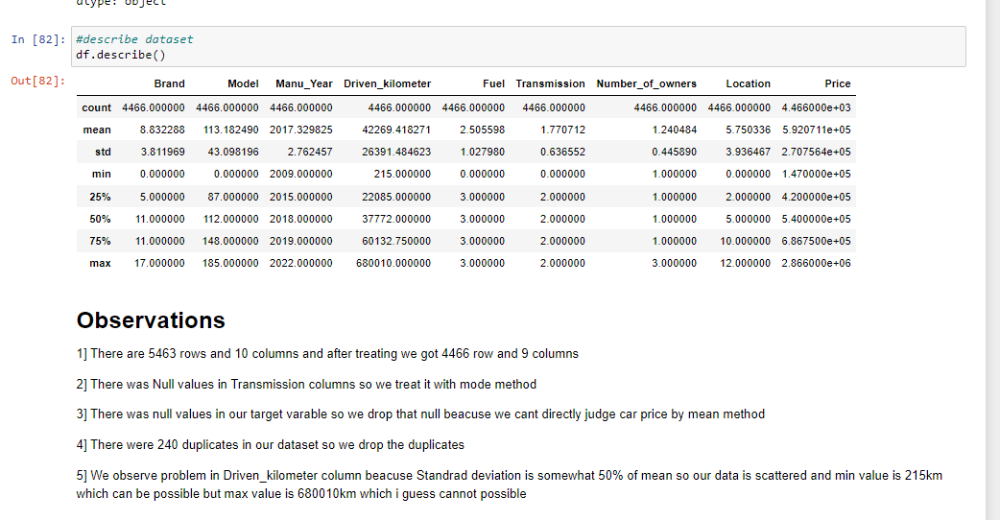 dtype: object
In [82]: #describe dataset
df.describe()
Out[82]:
Brand Model Manu_Year Driven_kilometer Fuel Transmission Number_of_owners Location Price
count 4466.000000 4466.000000 4466.000000 4466.000000 4466.000000 4466.000000 4466.000000 4466.000000 4.466000e+03
mean 8.832288 113.182490 2017.329825 42269.418271 2.505598 1.770712 1.240484 5.750336 5.920711e+05
std 3.811969 43.098196 2.762457 26391.484623 1.027980 0.636552 0.445890 3.936467 2.707564e+05
min 0.000000 0.000000 2009.000000 215.000000 0.000000 0.000000 1.000000 0.000000 1.470000e+05
25% 5.000000 87.000000 2015.000000 22085.000000 3.000000 2.000000 1.000000 2.000000 4.200000e+05
50% 11.000000 112.000000 2018.000000 37772.000000 3.000000 2.000000 1.000000 5.000000 5.400000e+05
75% 11.000000 148.000000 2019.000000 60132.750000 3.000000 2.000000 1.000000 10.000000 6.867500e+05
max 17.000000 185.000000 2022.000000 680010.000000 3.000000 2.000000 3.000000 12.000000 2.866000e+06
Observations
1] There are 5463 rows and 10 columns and after treating we got 4466 row and 9 columns
2] There was Null values in Transmission columns so we treat it with mode method
3] There was null values in our target varable so we drop that null beacuse we cant directly judge car price by mean method
4] There were 240 duplicates in our dataset so we drop the duplicates
5] We observe problem in Driven_kilometer column beacuse Standrad deviation is somewhat 50% of mean so our data is scattered and min value is 215km
which can be possible but max value is 680010km which i guess cannot possible